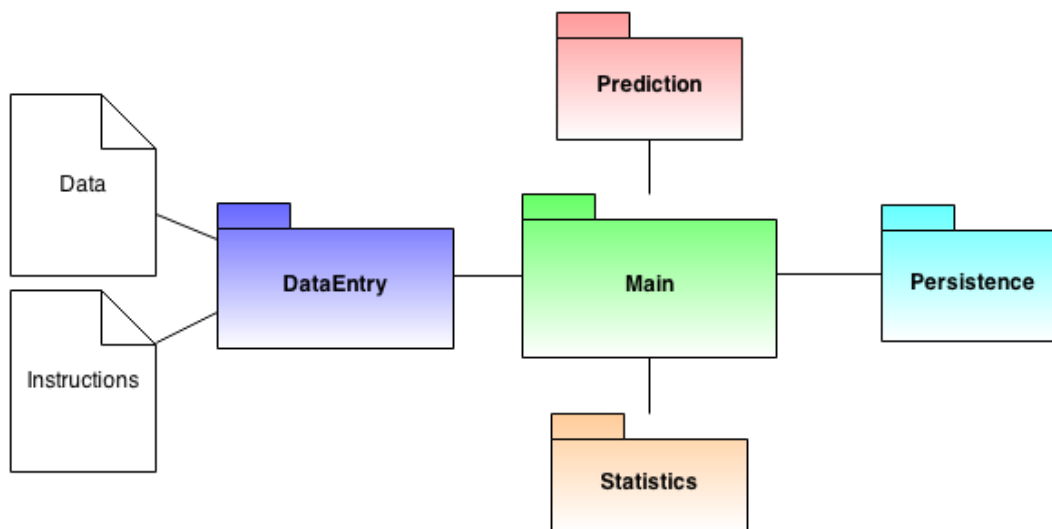 Prediction
Data
DataEntry
Main
Persistence
Instructions
Statistics